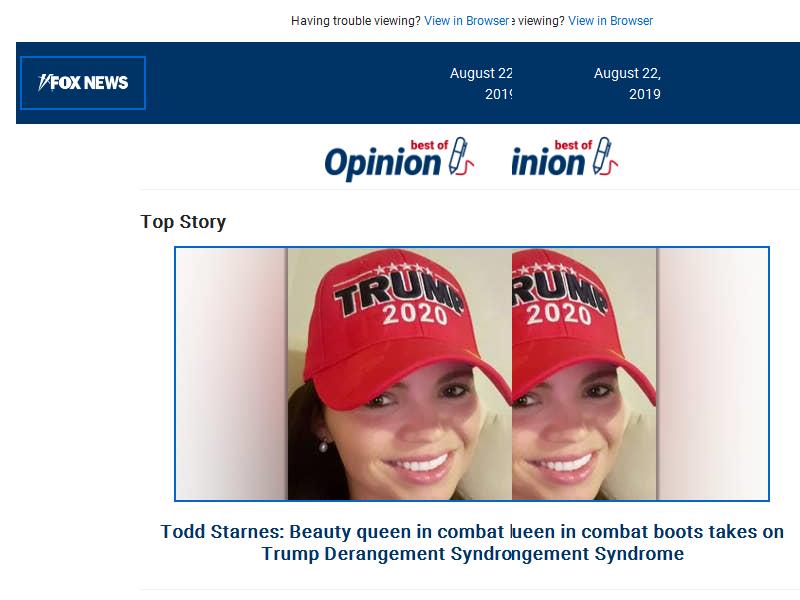 Having trouble viewing? View in Browser e viewing? View in Browser
FOX NEWS
August 22 August 22,
2019 2019
best of best of
Opinion inion
Top Story
TRUMP RUMP
2020 2020
Todd Starnes: Beauty queen in combat ueen in combat boots takes on
Trump Derangement Syndrongement Syndrome